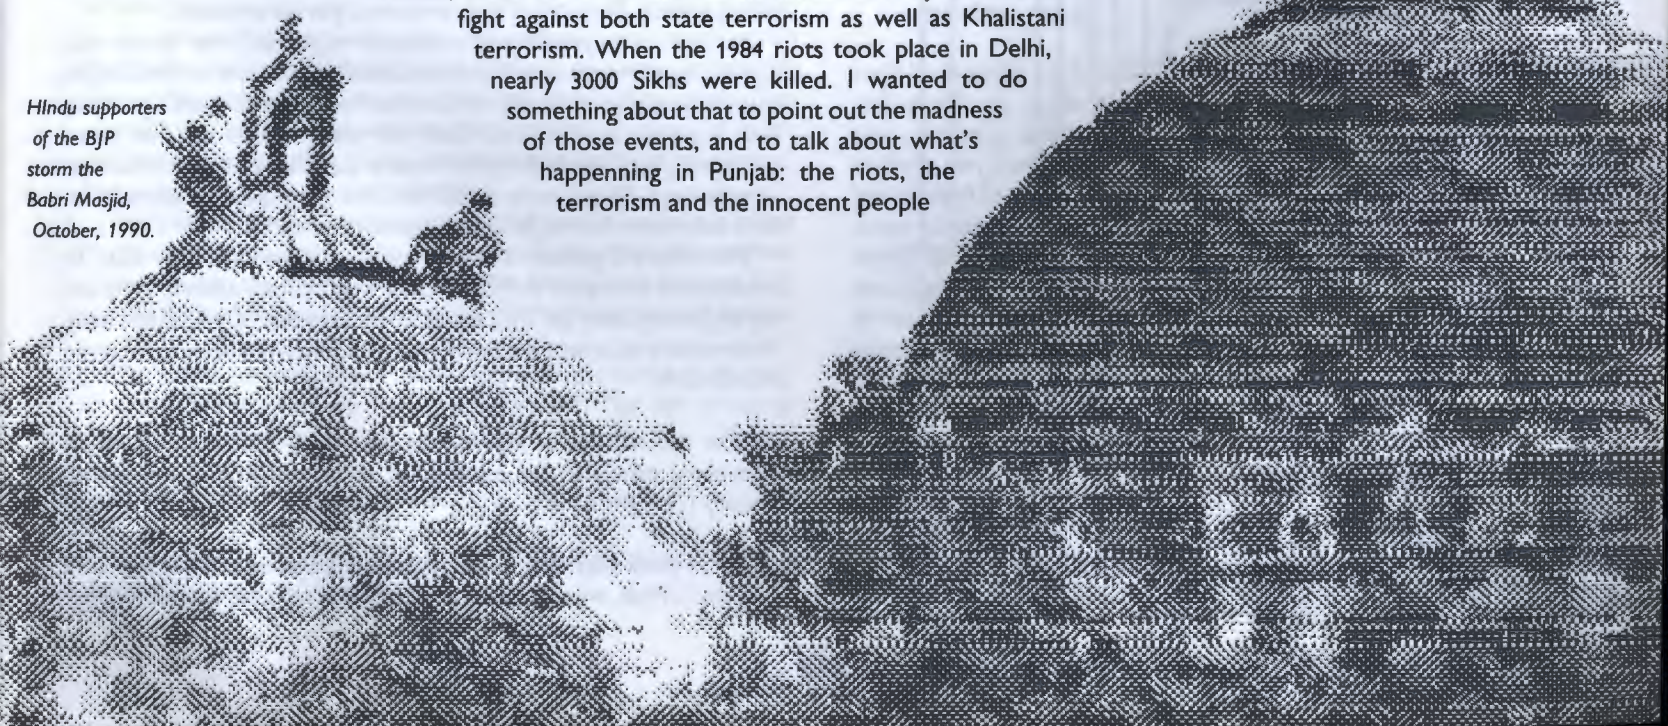 fight against both state terrorism as well as Khalistani
terrorism. When the 1984 riots took place in Delhi,
nearly 3000 Sikhs were killed. I wanted to do
something about that to point out the madness
of those events, and to talk about what's
happenning in Punjab: the riots, the
terrorism and the innocent people
HIndu supporters
of the BJP
storm the
Babri Masjid,
October, 1990.